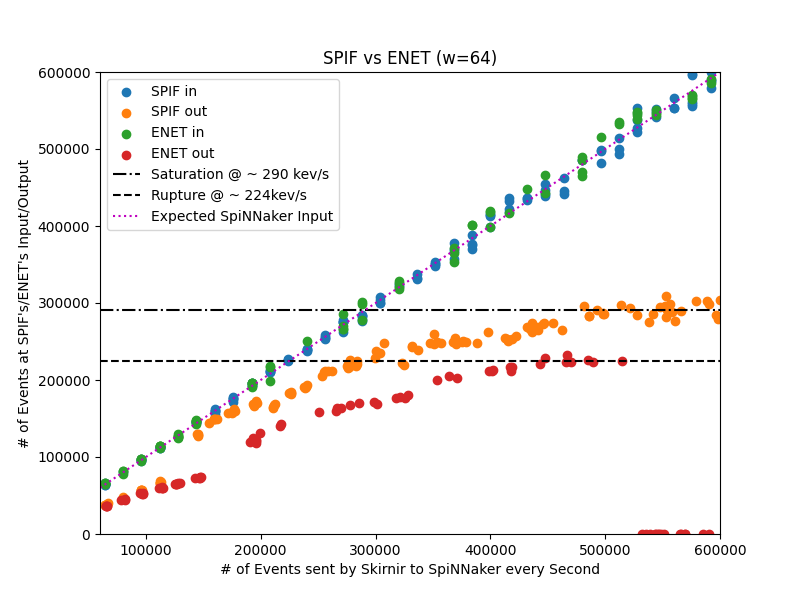 SPIF vs ENET (w=64)
SPIF in
SPIF out
ENET in
ENET out
Saturation @ ~ 290 kev/s
Rupture @ ~ 224kev/s
Expected SpiNNaker Input
600000
500000
400000
300000
200000
100000
0
# of Events at SPIF's/ENET's Input/Output
100000 200000 300000 400000 500000 600000
# of Events sent by Skirnir to SpiNNaker every Second